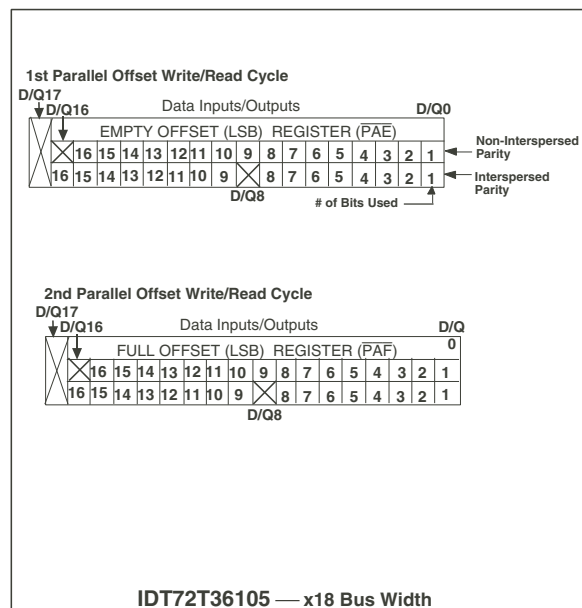 1st Parallel Offset Write/Read Cycle
D/Q17
D/Q16
Data Inputs/Outputs
D/Q0
EMPTY OFFSET (LSB) REGISTER (PAE)
16 15 14 13 12 11 10 9 8 7 6 5 4 3 2 1
Non-Interspersed
Parity
16 15 14 13 12 11 10 9 8 7 6 5 4 3 2 1
Interspersed
Parity
D/Q8
# of Bits Used
2nd Parallel Offset Write/Read Cycle
D/Q17
D/Q16
Data Inputs/Outputs
D/Q
0
FULL OFFSET (LSB) REGISTER (PAF)
16 15 14 13 12 11 10 9 8 7 6 5 4 3 2 1
16 15 14 13 12 11 10 9 8 7 6 5 4 3 2 1
D/Q8
IDT72T36105 — x18 Bus Width